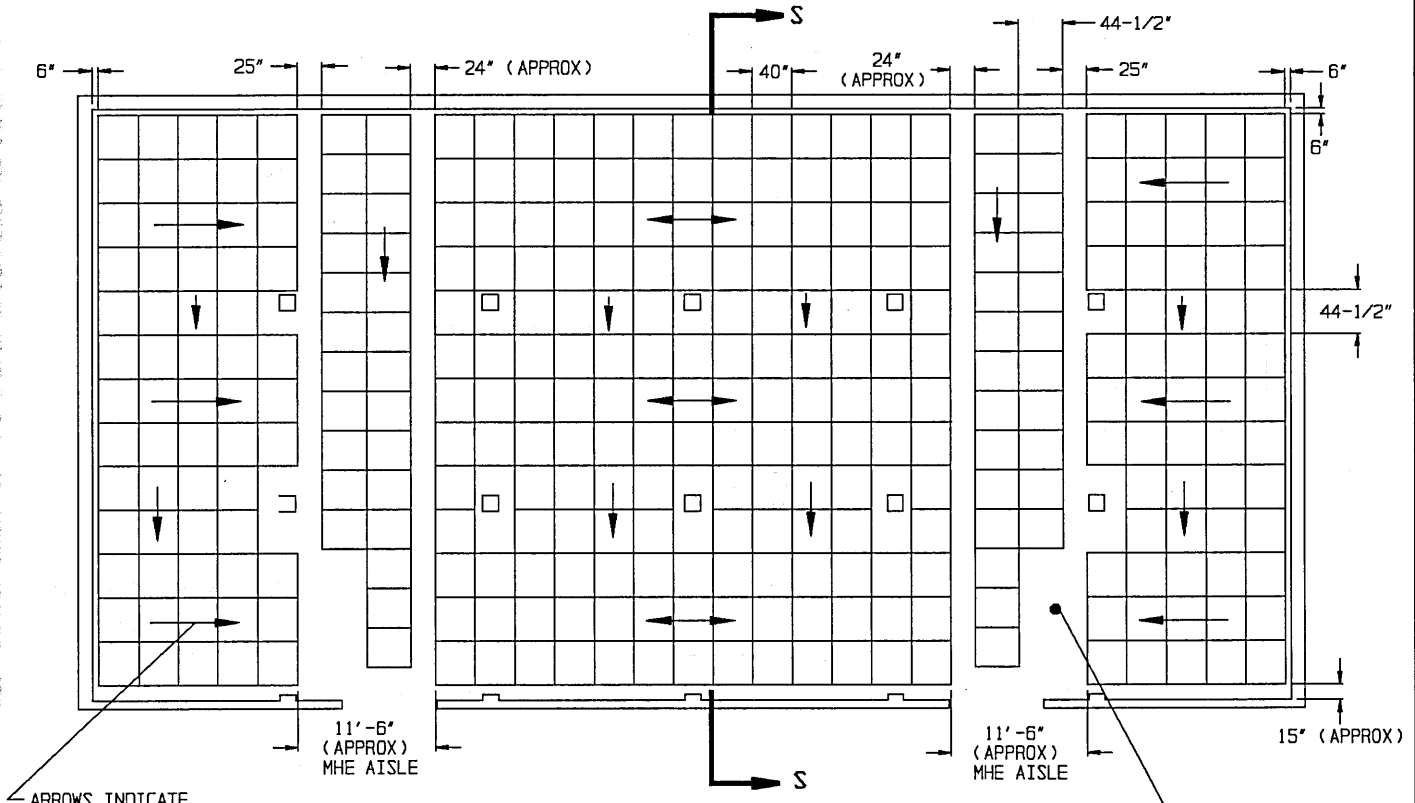 S
44-1/2"
6"
25"
24" (APPROX)
40"
24"
(APPROX)
25"
6"
6"
44-1/2"
11'-6"
(APPROX)
MHE AISLE
11'-6"
(APPROX)
MHE AISLE
15" (APPROX)
S
ARROWS INDICATE